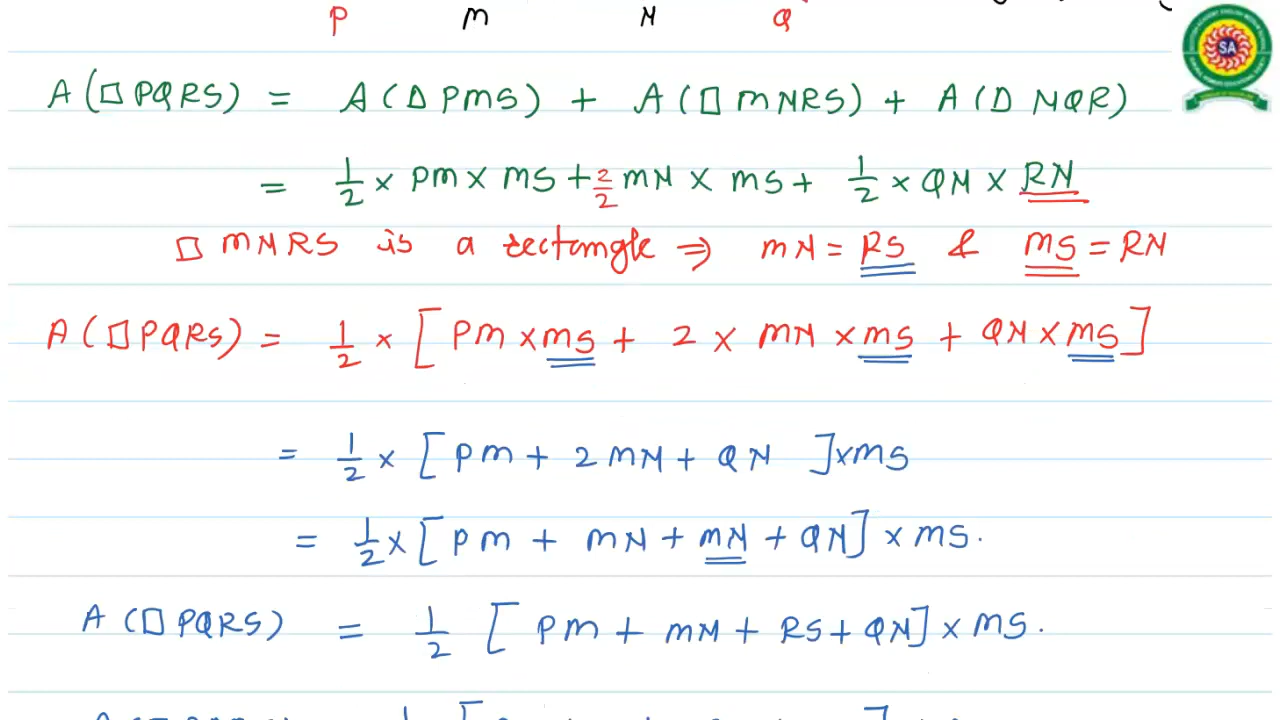 P M N Q
SA
A(□ PQRS) = A(Δ PMS) + A(□ MNRS) + A(Δ NQR)
= 1/2 × PM × MS + 2/2 MN × MS + 1/2 × QN × RN
□ MNRS is a rectangle ⇒ MN = RS & MS = RN
A(□PQRS) = 1/2 × [PM × MS + 2 × MN × MS + QN × MS]
= 1/2 × [PM + 2MN + QN ] × MS
= 1/2 × [PM + MN + MN + QN] × MS.
A(□ PQRS) = 1/2 [PM + MN + RS + QN] × MS.